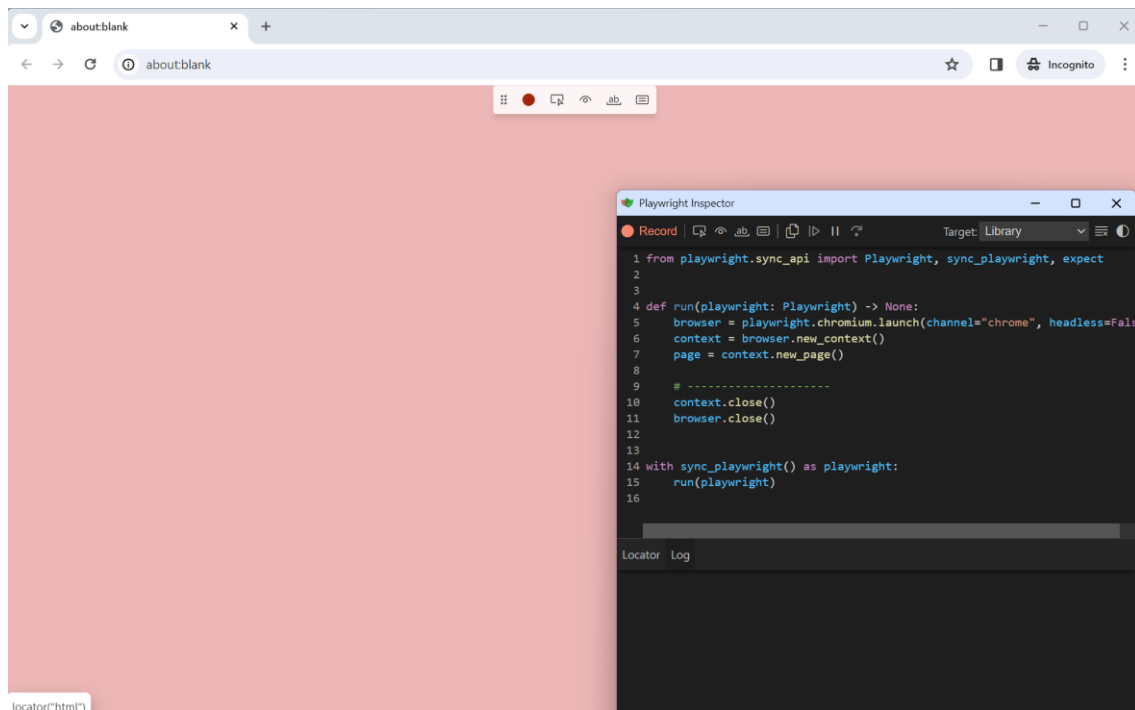 about:blank
about:blank
Incognito
ab
Playwright Inspector
Record
ab
Target: Library
1 from playwright.sync_api import Playwright, sync_playwright, expect
2
3
4 def run(playwright: Playwright) -> None:
5     browser = playwright.chromium.launch(channel="chrome", headless=Fals
6     context = browser.new_context()
7     page = context.new_page()
8
9     # ---------------------
10     context.close()
11     browser.close()
12
13
14 with sync_playwright() as playwright:
15     run(playwright)
16
Locator Log
locator("html")